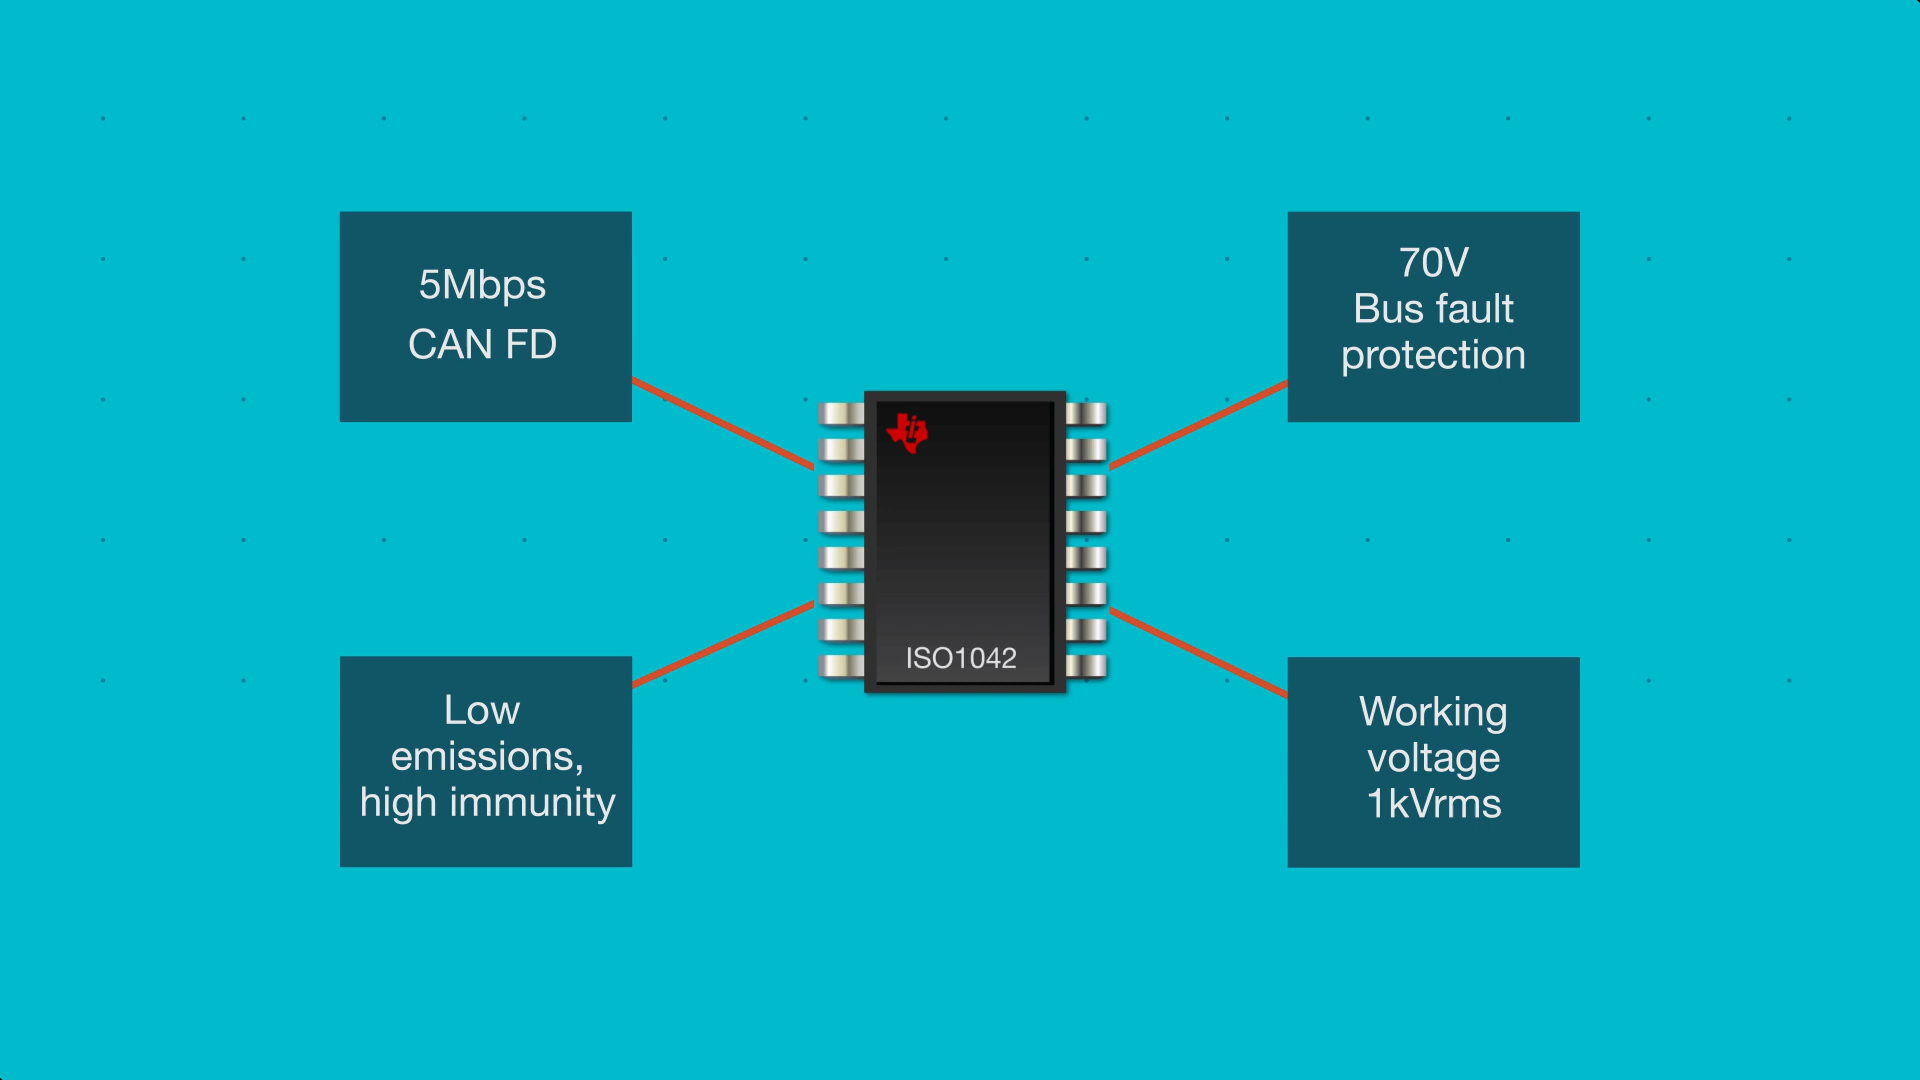 5Mbps
CAN FD
70V
Bus fault
protection
ISO1042
Low
emissions,
high immunity
Working
voltage
1kVrms